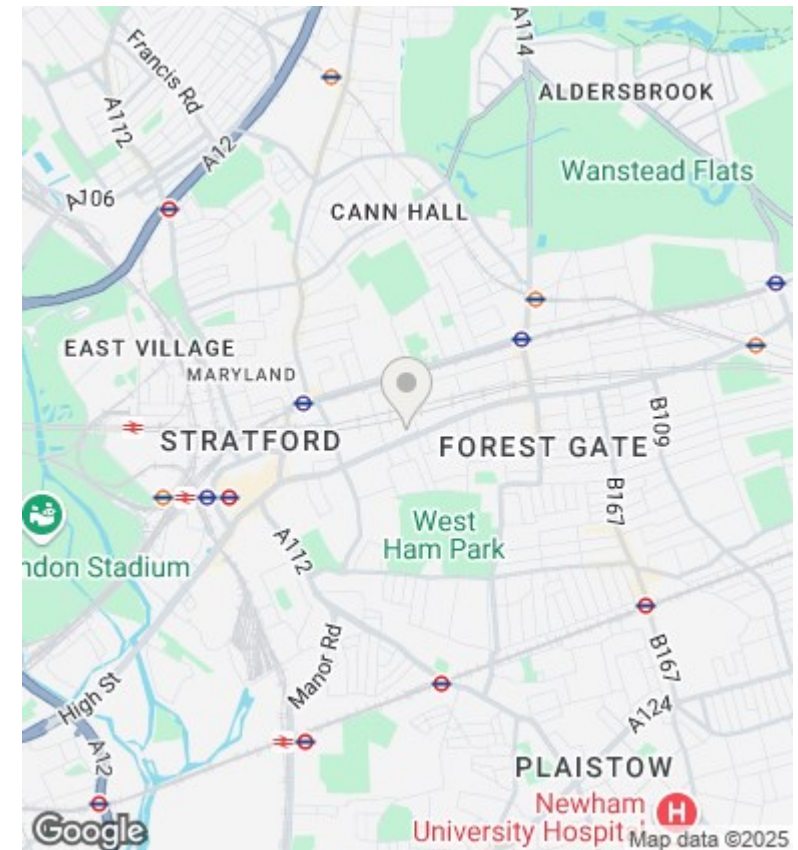 A114
Francis Rd
ALDERSBROOK
A112
A12
Wanstead Flats
A106
CANN HALL
EAST VILLAGE
MARYLAND
STRATFORD
FOREST GATE
B109
B167
West
Ham Park
ndon Stadium
A112
Manor Rd
B167
High St
A124
A12
PLAISTOW
Newham
University Hospital
H
Google
Map data ©2025